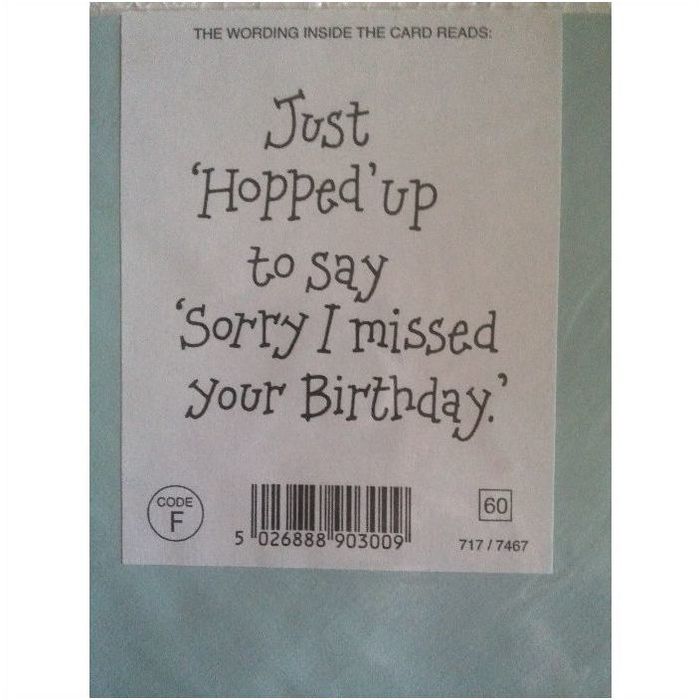 THE WORDING INSIDE THE CARD READS:
Just
'Hopped' up
to say
'Sorry I missed
your Birthday.'
CODE
F
60
5 026888 903009
717 / 7467